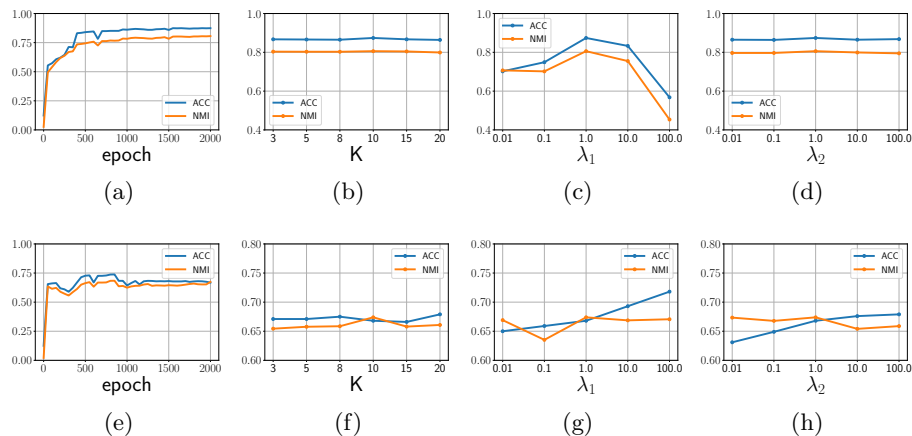 1.00
0.75
0.50
0.25
0.00
0 500 1000 1500 2000
epoch
ACC
NMI
(a)
1.0
0.8
0.6
0.4
3 5 8 10 15 20
K
ACC
NMI
(b)
1.0
0.8
0.6
0.4
0.01 0.1 1.0 10.0 100.0
λ1
ACC
NMI
(c)
1.0
0.8
0.6
0.4
0.01 0.1 1.0 10.0 100.0
λ2
ACC
NMI
(d)
1.00
0.75
0.50
0.25
0.00
0 500 1000 1500 2000
epoch
ACC
NMI
(e)
0.80
0.75
0.70
0.65
0.60
3 5 8 10 15 20
K
ACC
NMI
(f)
0.80
0.75
0.70
0.65
0.60
0.01 0.1 1.0 10.0 100.0
λ1
ACC
NMI
(g)
0.80
0.75
0.70
0.65
0.60
0.01 0.1 1.0 10.0 100.0
λ2
ACC
NMI
(h)